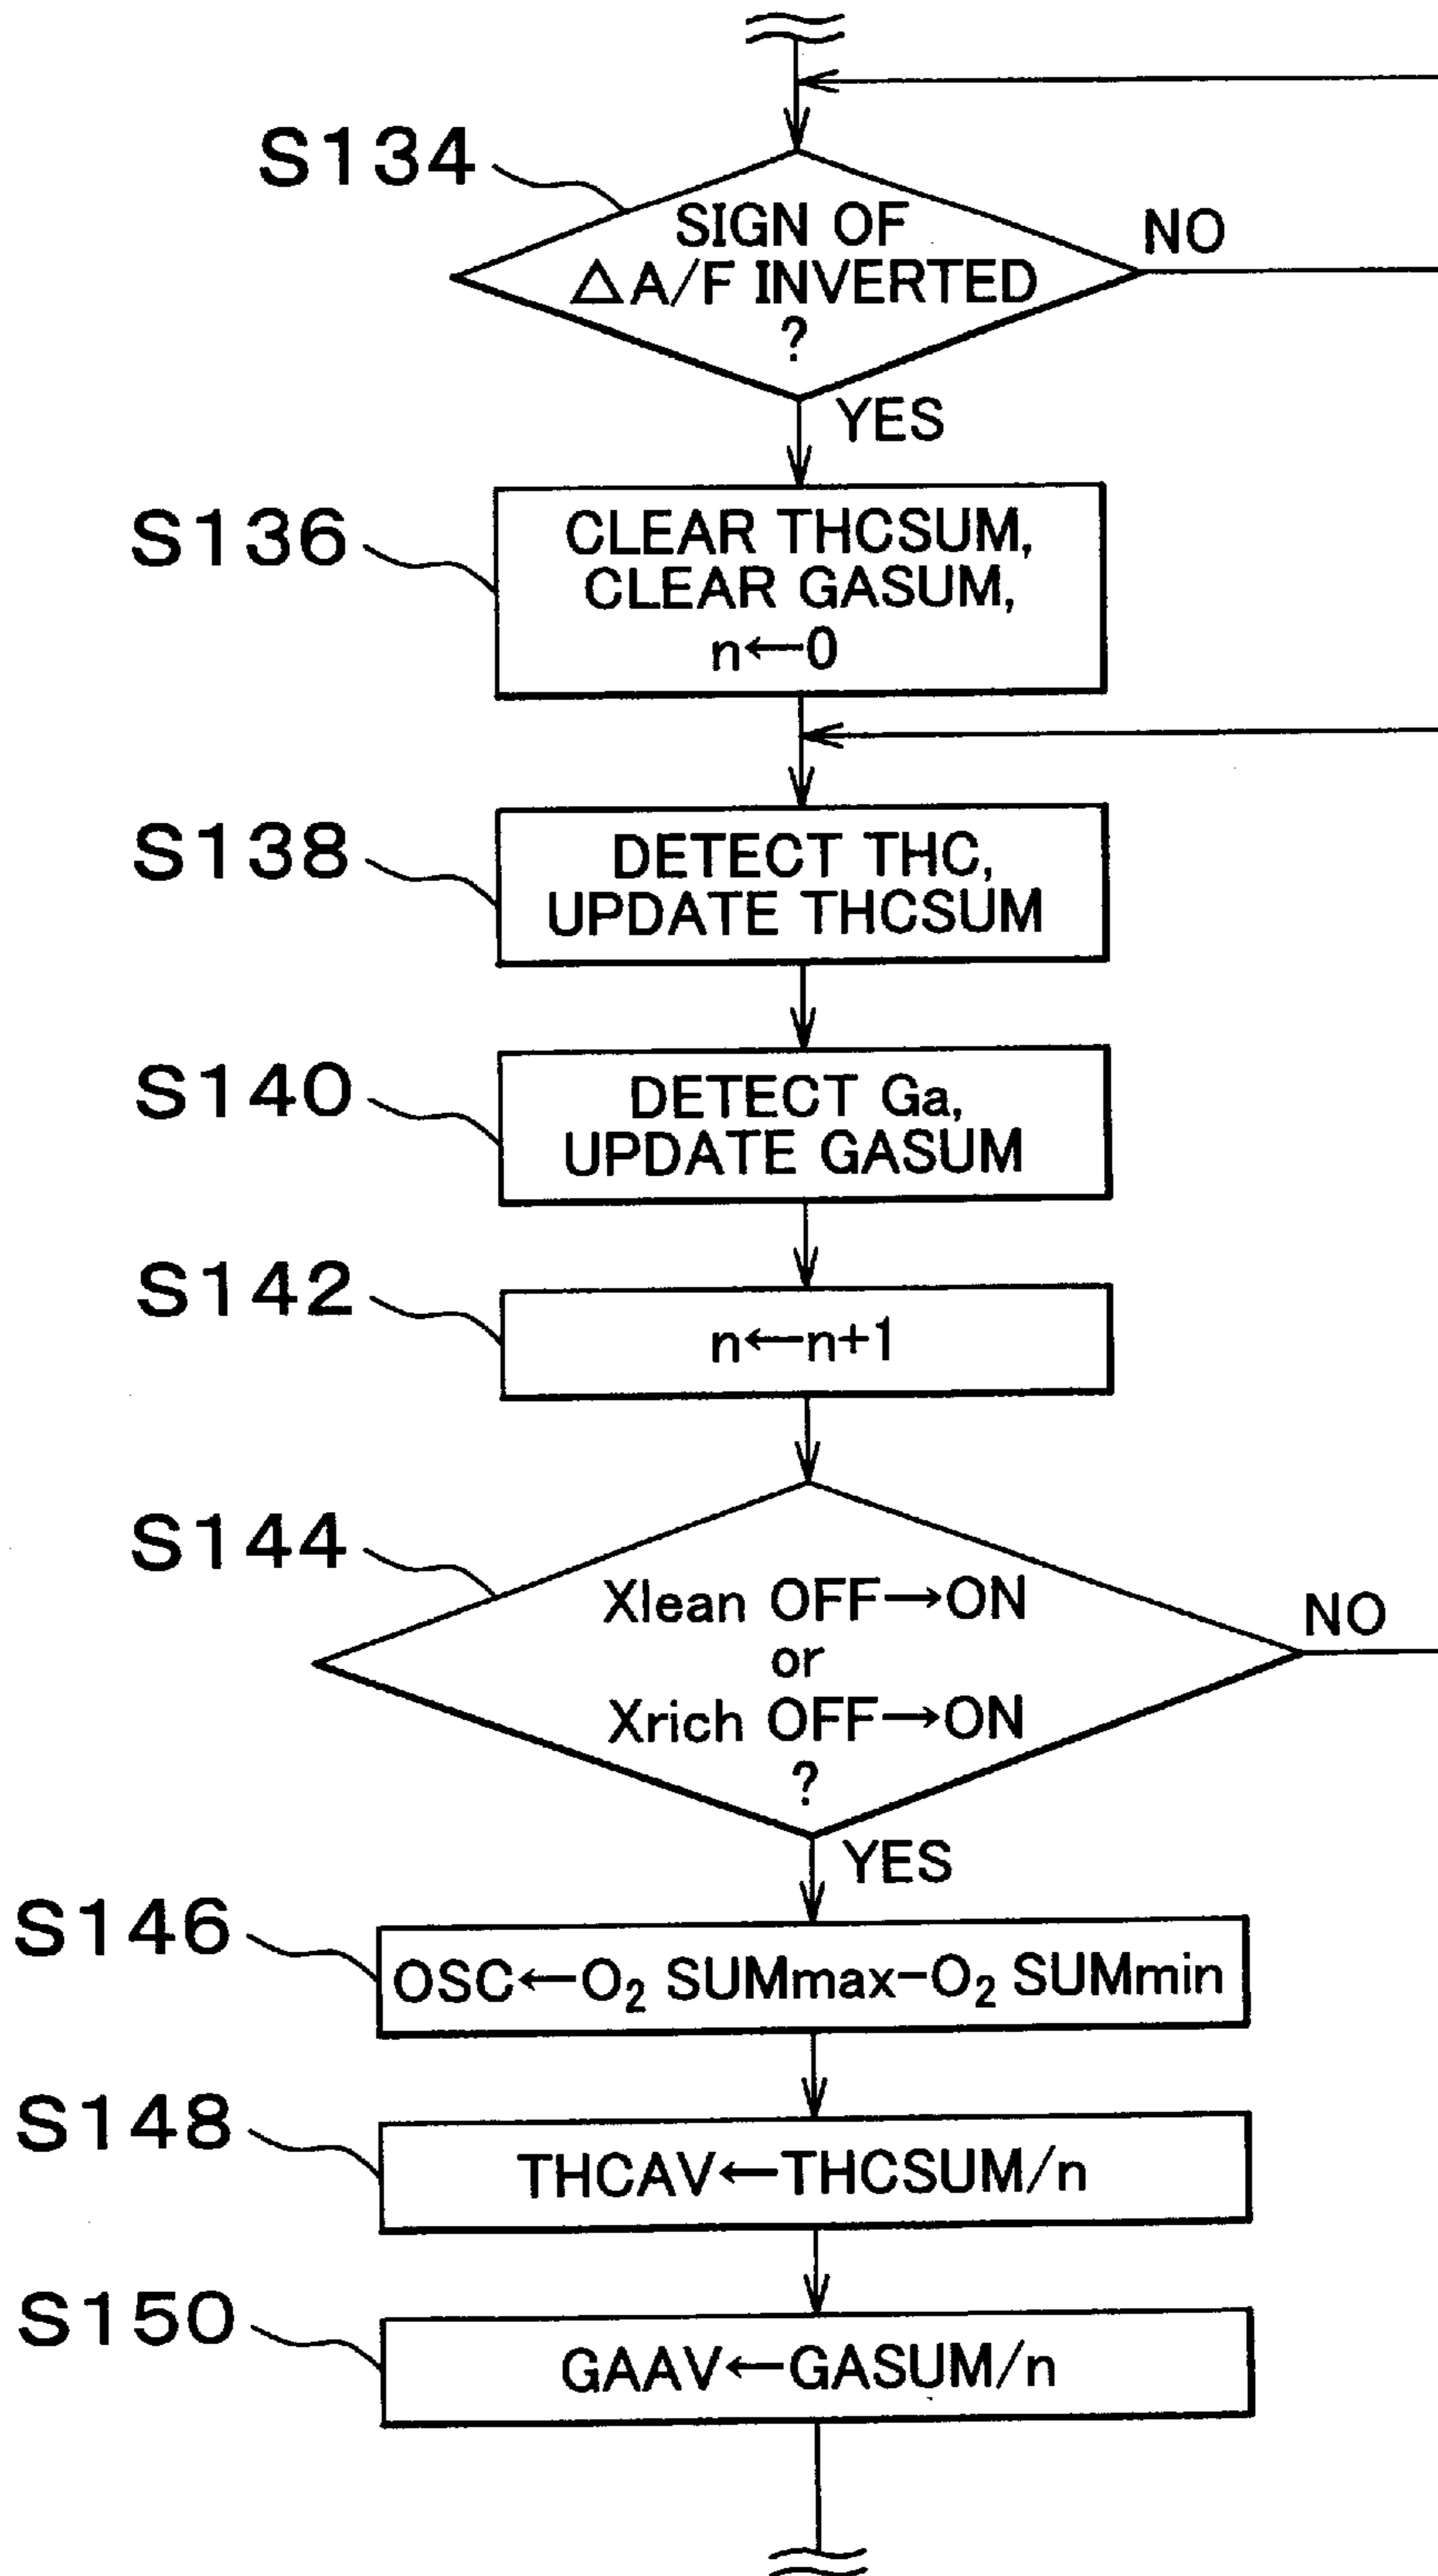 S134
SIGN OF
△A/F INVERTED
?
NO
YES
S136
CLEAR THCSUM,
CLEAR GASUM,
n←0
S138
DETECT THC,
UPDATE THCSUM
S140
DETECT Ga,
UPDATE GASUM
S142
n←n+1
S144
Xlean OFF→ON
or
Xrich OFF→ON
?
NO
YES
S146
OSC←O₂ SUMmax-O₂ SUMmin
S148
THCAV←THCSUM/n
S150
GAAV←GASUM/n